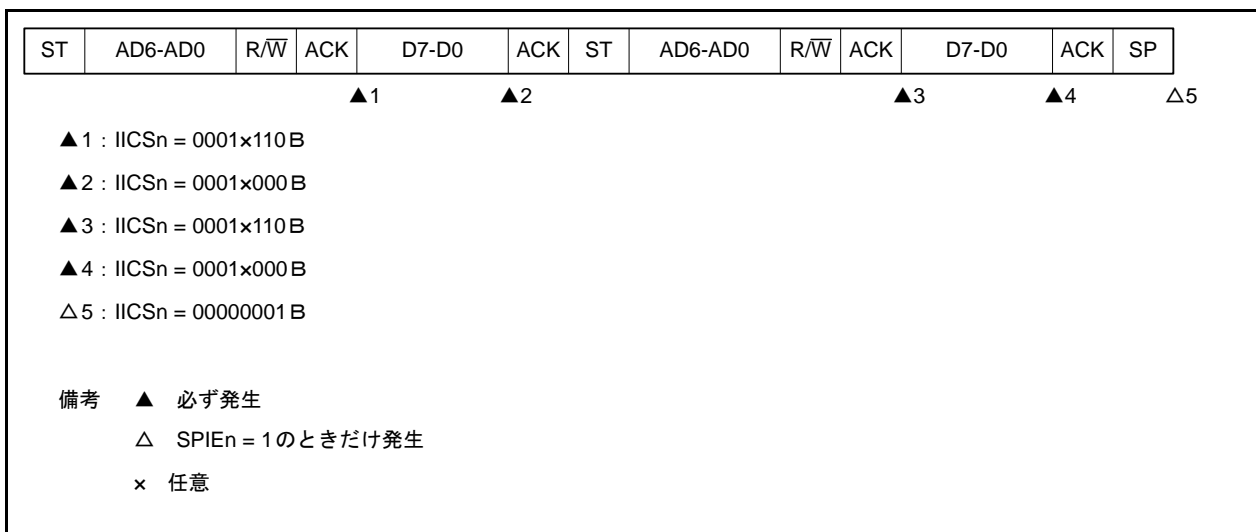 ST AD6-AD0 R/W̅ ACK D7-D0 ACK ST AD6-AD0 R/W̅ ACK D7-D0 ACK SP
▲1 ▲2 ▲3 ▲4 △5
▲1：IICSn = 0001×110B
▲2：IICSn = 0001×000B
▲3：IICSn = 0001×110B
▲4：IICSn = 0001×000B
△5：IICSn = 00000001B
備考 ▲ 必ず発生
△ SPIEn = 1のときだけ発生
× 任意